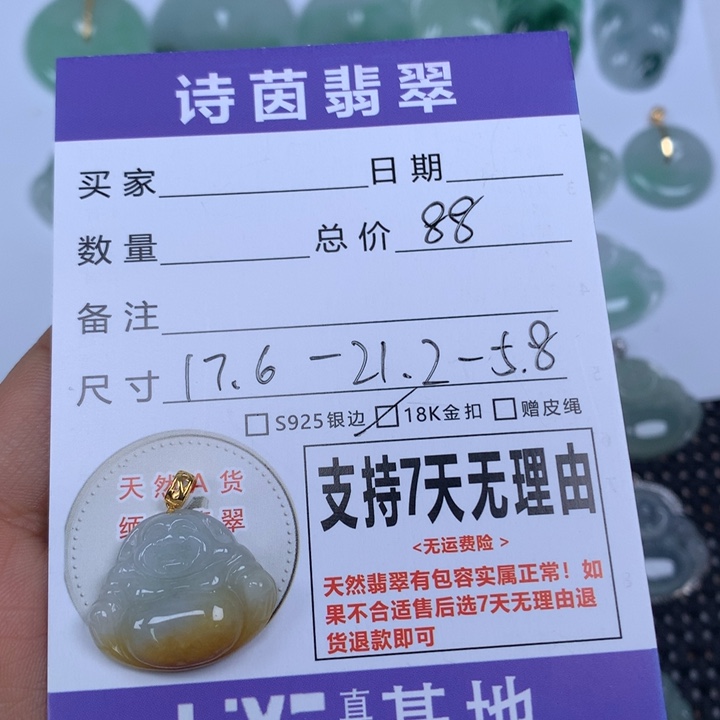 诗茵翡翠
买家 日期
数量 总价 88
备注
尺寸 17.6-21.2-5.8
S925银边 18K金扣 赠皮绳
天然A货
缅 翠
支持7天无理由
<无运费险>
天然翡翠有包容实属正常！如
果不合适售后选7天无理由退
货退款即可
LIVE 直 基地